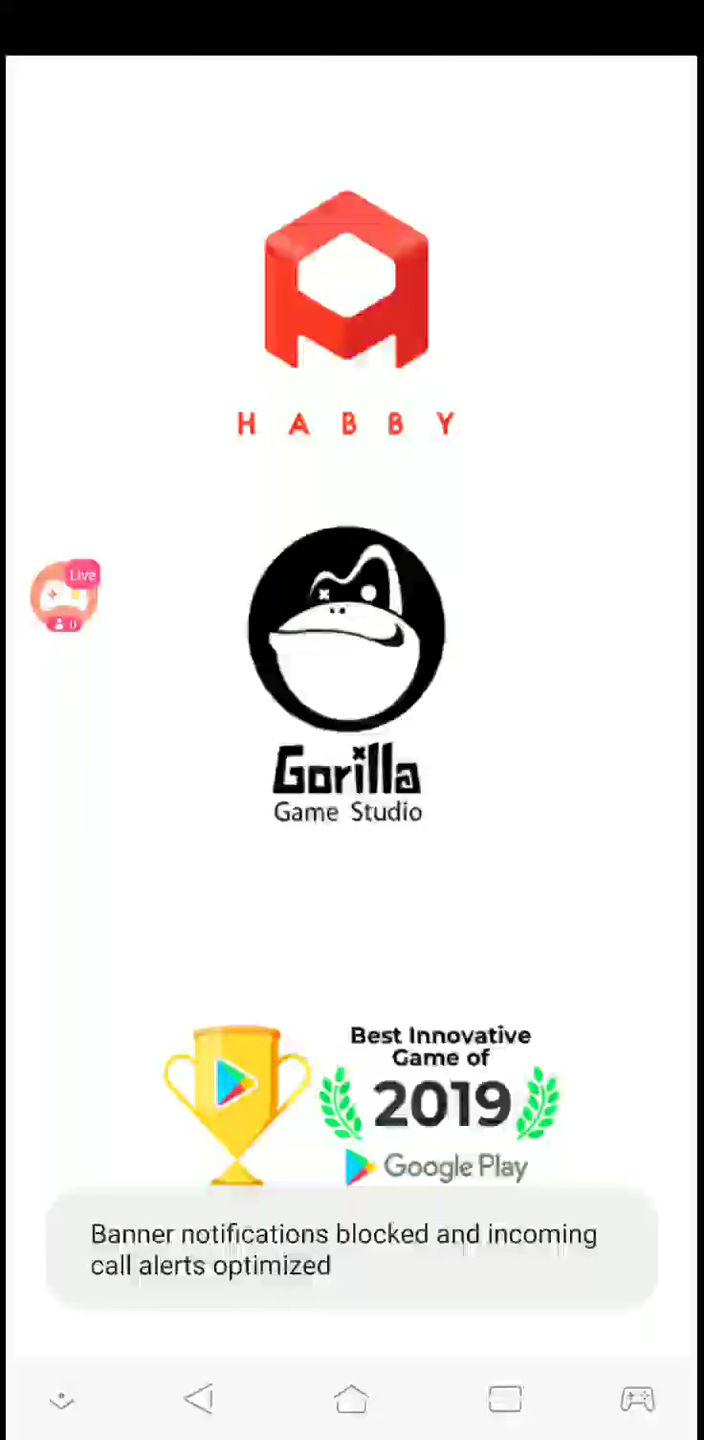 HABBY
Live
0
Gorilla
Game Studio
Best Innovative
Game of
2019
Google Play
Banner notifications blocked and incoming
call alerts optimized